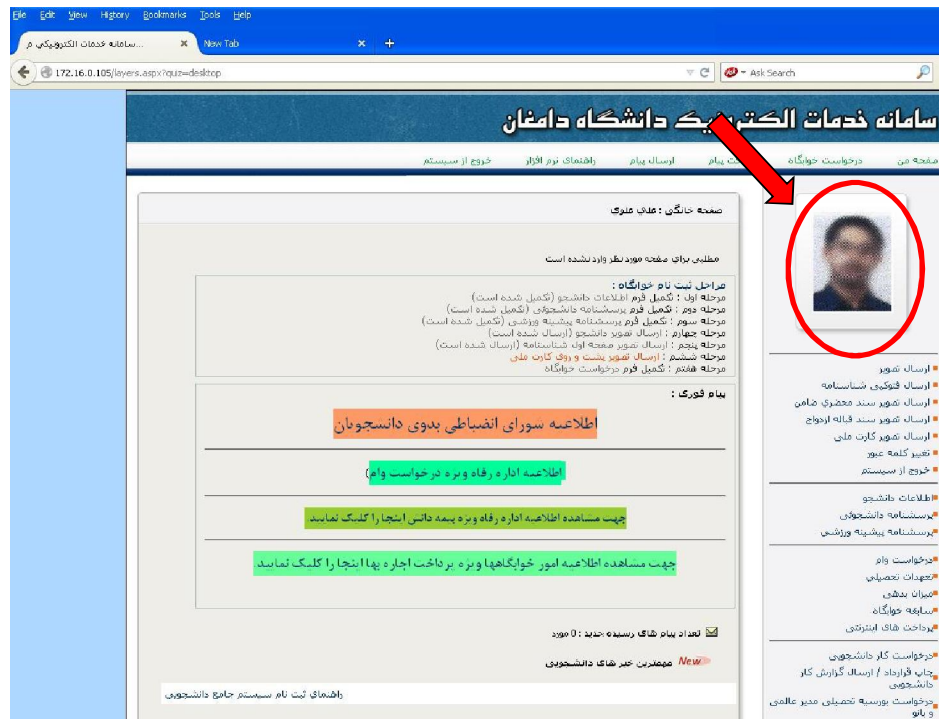 File Edit View History Bookmarks Tools Help
سامانه خدمات الکترونیکی م...
New Tab
172.16.0.105/layers.aspx?quiz=desktop
Ask Search
سامانه خدمات الکترونیک دانشگاه دامغان
صفحه من درخواست خوابگاه پیام ارسال پیام راهنمای نرم افزار خروج از سیستم
صفحه خانگی : علی علوی
مطلبی برای صفحه مورد نظر وارد نشده است
مراحل ثبت نام خوابگاه :
مرحله اول : تکمیل فرم اطلاعات دانشجو (تکمیل شده است)
مرحله دوم : تکمیل فرم پرسشنامه دانشجوئی (تکمیل شده است)
مرحله سوم : تکمیل فرم پرسشنامه پیشینه ورزشی (تکمیل شده است)
مرحله چهارم : ارسال تصویر دانشجو (ارسال شده است)
مرحله پنجم : ارسال تصویر صفحه اول شناسنامه (ارسال شده است)
مرحله ششم : ارسال تصویر پشت و روی کارت ملی
مرحله هفتم : تکمیل فرم درخواست خوابگاه
پیام فوری :
اطلاعیه شورای انضباطی بدوی دانشجویان
اطلاعیه اداره رفاه ویژه درخواست وام)
جهت مشاهده اطلاعیه اداره رفاه ویژه بیمه دانش اینجا را کلیک نمایید.
جهت مشاهده اطلاعیه امور خوابگاهها ویژه پرداخت اجاره بها اینجا را کلیک نمایید.
تعداد پیام های رسیده جدید : 0 مورد
New مهمترین خبر های دانشجویی
راهنمای ثبت نام سیستم جامع دانشجویی
ارسال تصویر
ارسال فتوکپی شناسنامه
ارسال تصویر سند محضری ضامن
ارسال تصویر سند قباله ازدواج
ارسال تصویر کارت ملی
تغییر کلمه عبور
خروج از سیستم
اطلاعات دانشجو
پرسشنامه دانشجوئی
پرسشنامه پیشینه ورزشی
درخواست وام
تعهدات تحصیلی
میزان بدهی
سابقه خوابگاه
پرداخت های اینترنتی
درخواست کار دانشجویی
چاپ قرارداد / ارسال گزارش کار دانشجویی
درخواست بورسیه تحصیلی مدیر عالمی و بانو